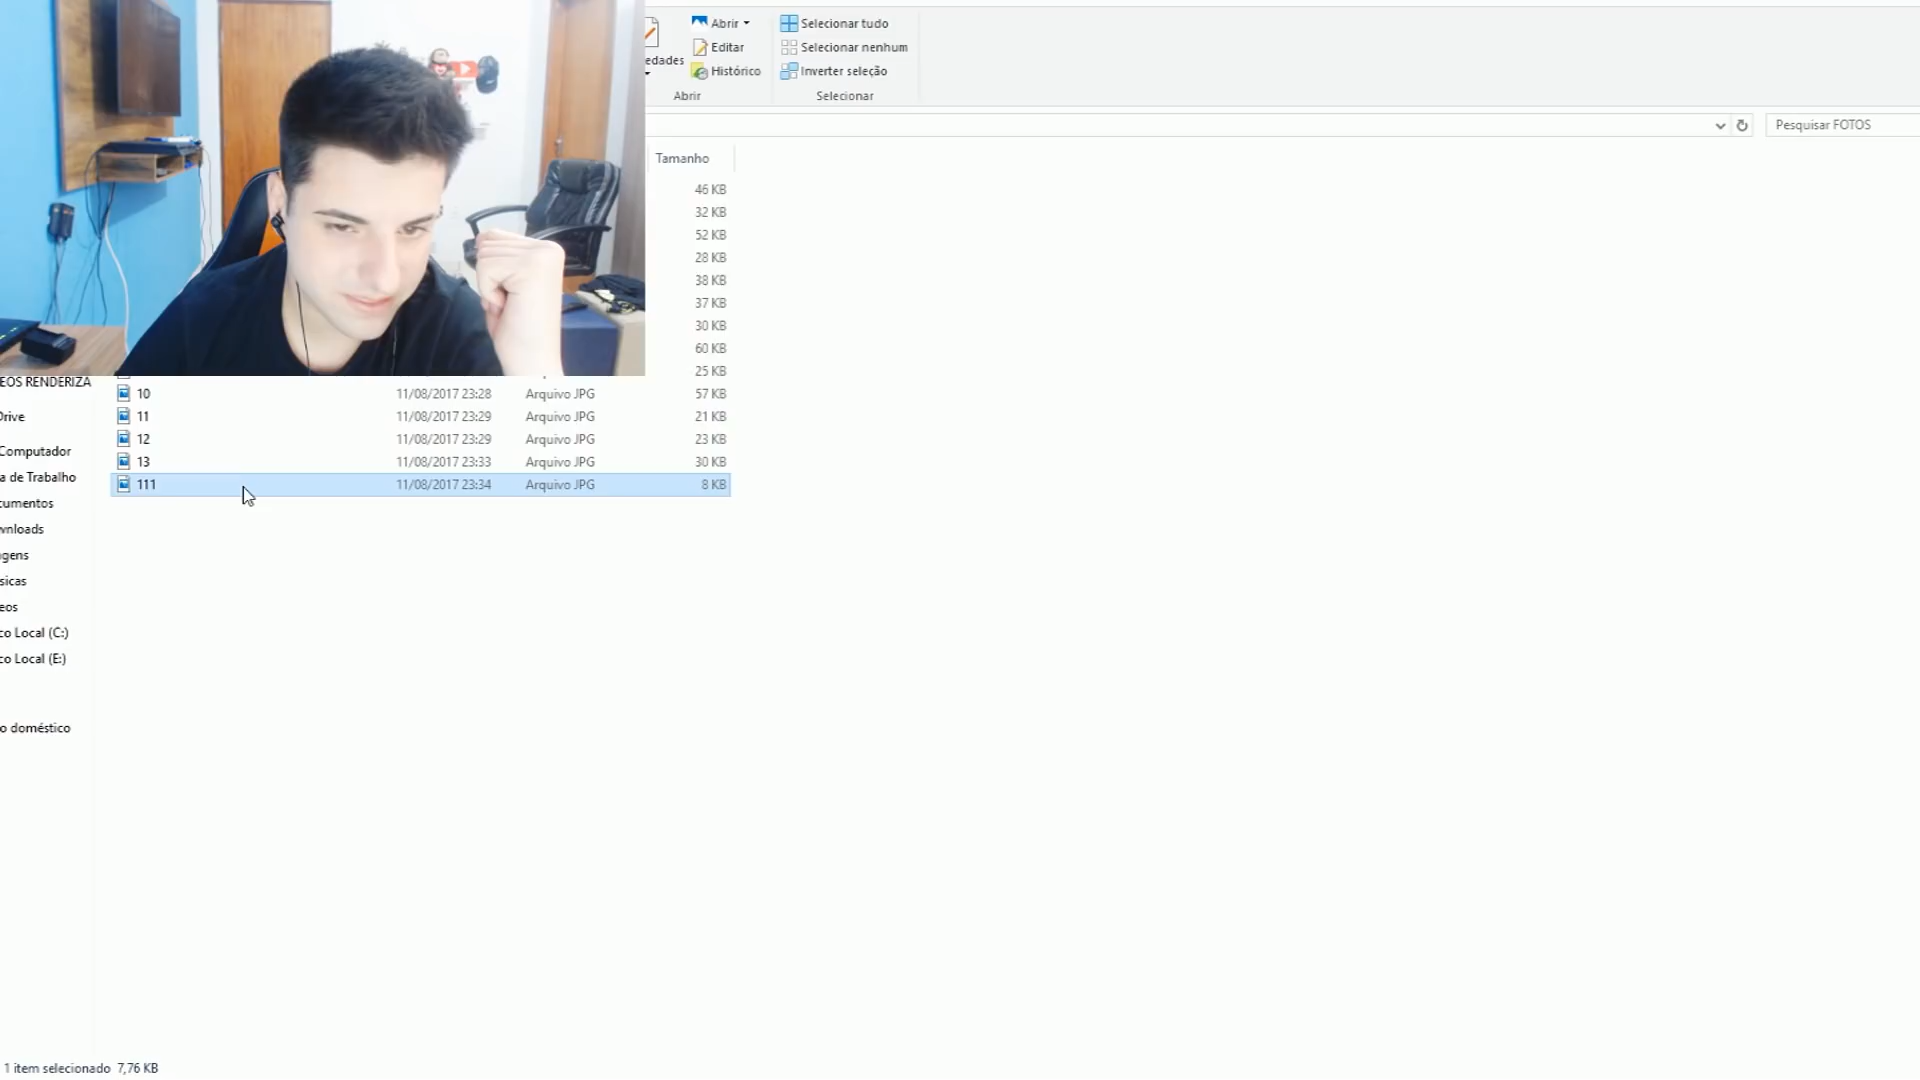 Abrir
Selecionar tudo
Editar
Selecionar nenhum
edades
Histórico
Inverter seleção
Abrir
Selecionar
Pesquisar FOTOS
Tamanho
46 KB
32 KB
52 KB
28 KB
38 KB
37 KB
30 KB
60 KB
25 KB
EOS RENDERIZA
10 11/08/2017 23:28 Arquivo JPG 57 KB
11 11/08/2017 23:29 Arquivo JPG 21 KB
12 11/08/2017 23:29 Arquivo JPG 23 KB
13 11/08/2017 23:33 Arquivo JPG 30 KB
111 11/08/2017 23:34 Arquivo JPG 8 KB
Drive
Computador
a de Trabalho
cumentos
wnloads
agens
sicas
eos
co Local (C:)
co Local (E:)
o doméstico
1 item selecionado 7,76 KB